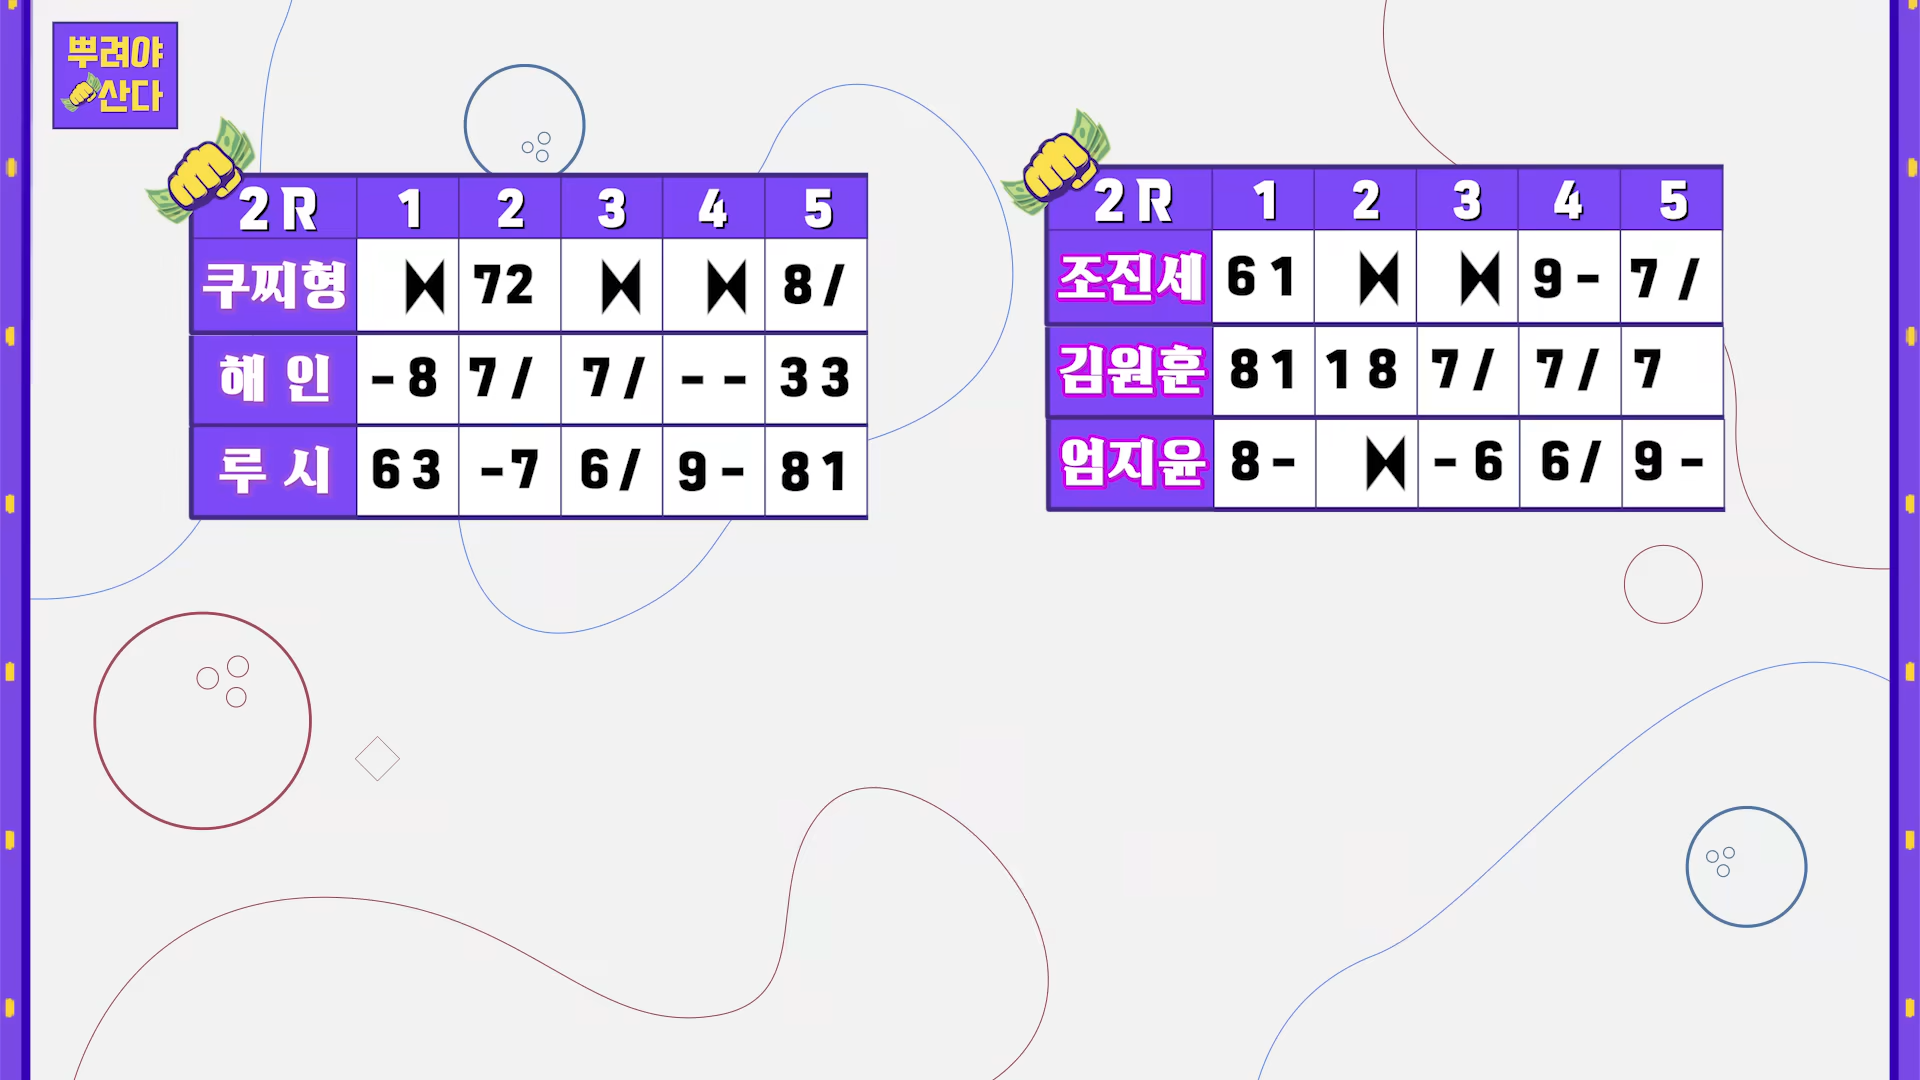 뿌려야
산다
2R 1 2 3 4 5
쿠찌형 ⧓ 72 ⧓ ⧓ 8/
해인 -8 7/ 7/ -- 33
루시 63 -7 6/ 9- 81
2R 1 2 3 4 5
조진세 61 ⧓ ⧓ 9- 7/
김원훈 81 18 7/ 7/ 7
엄지윤 8- ⧓ -6 6/ 9-